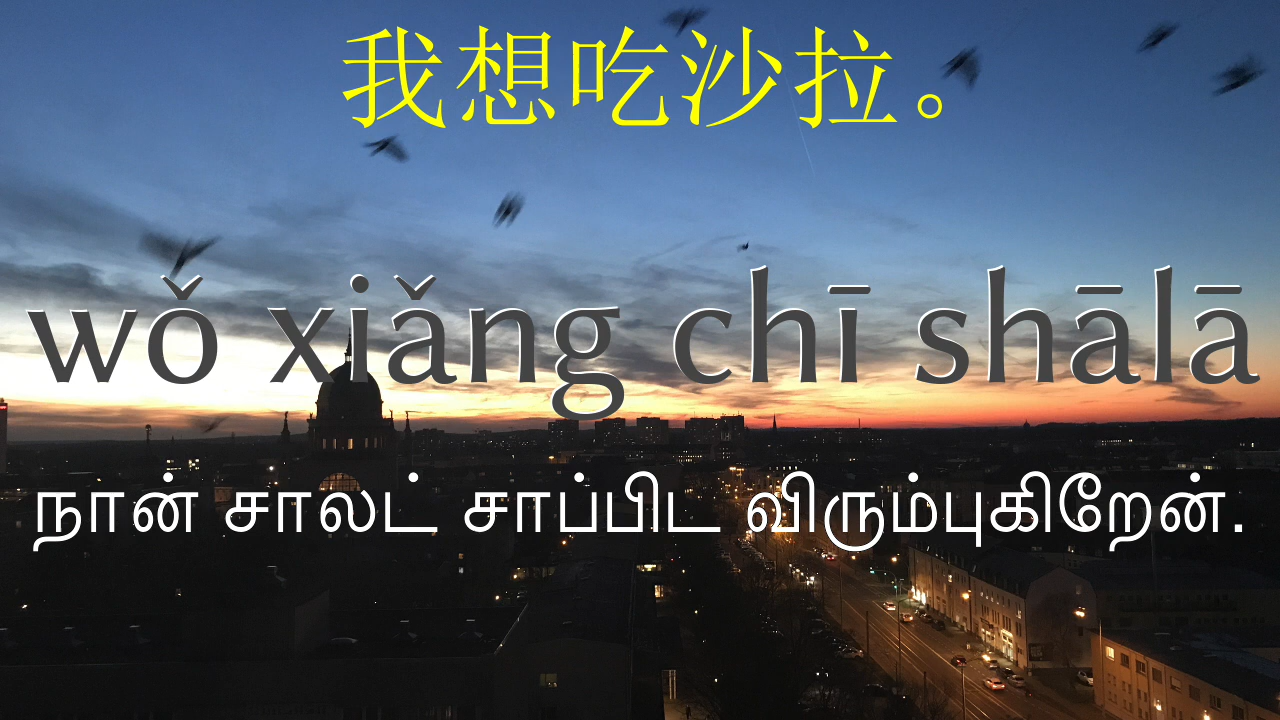 我想吃沙拉。
wǒ xiǎng chī shālā
நான் சாலட் சாப்பிட விரும்புகிறேன்.